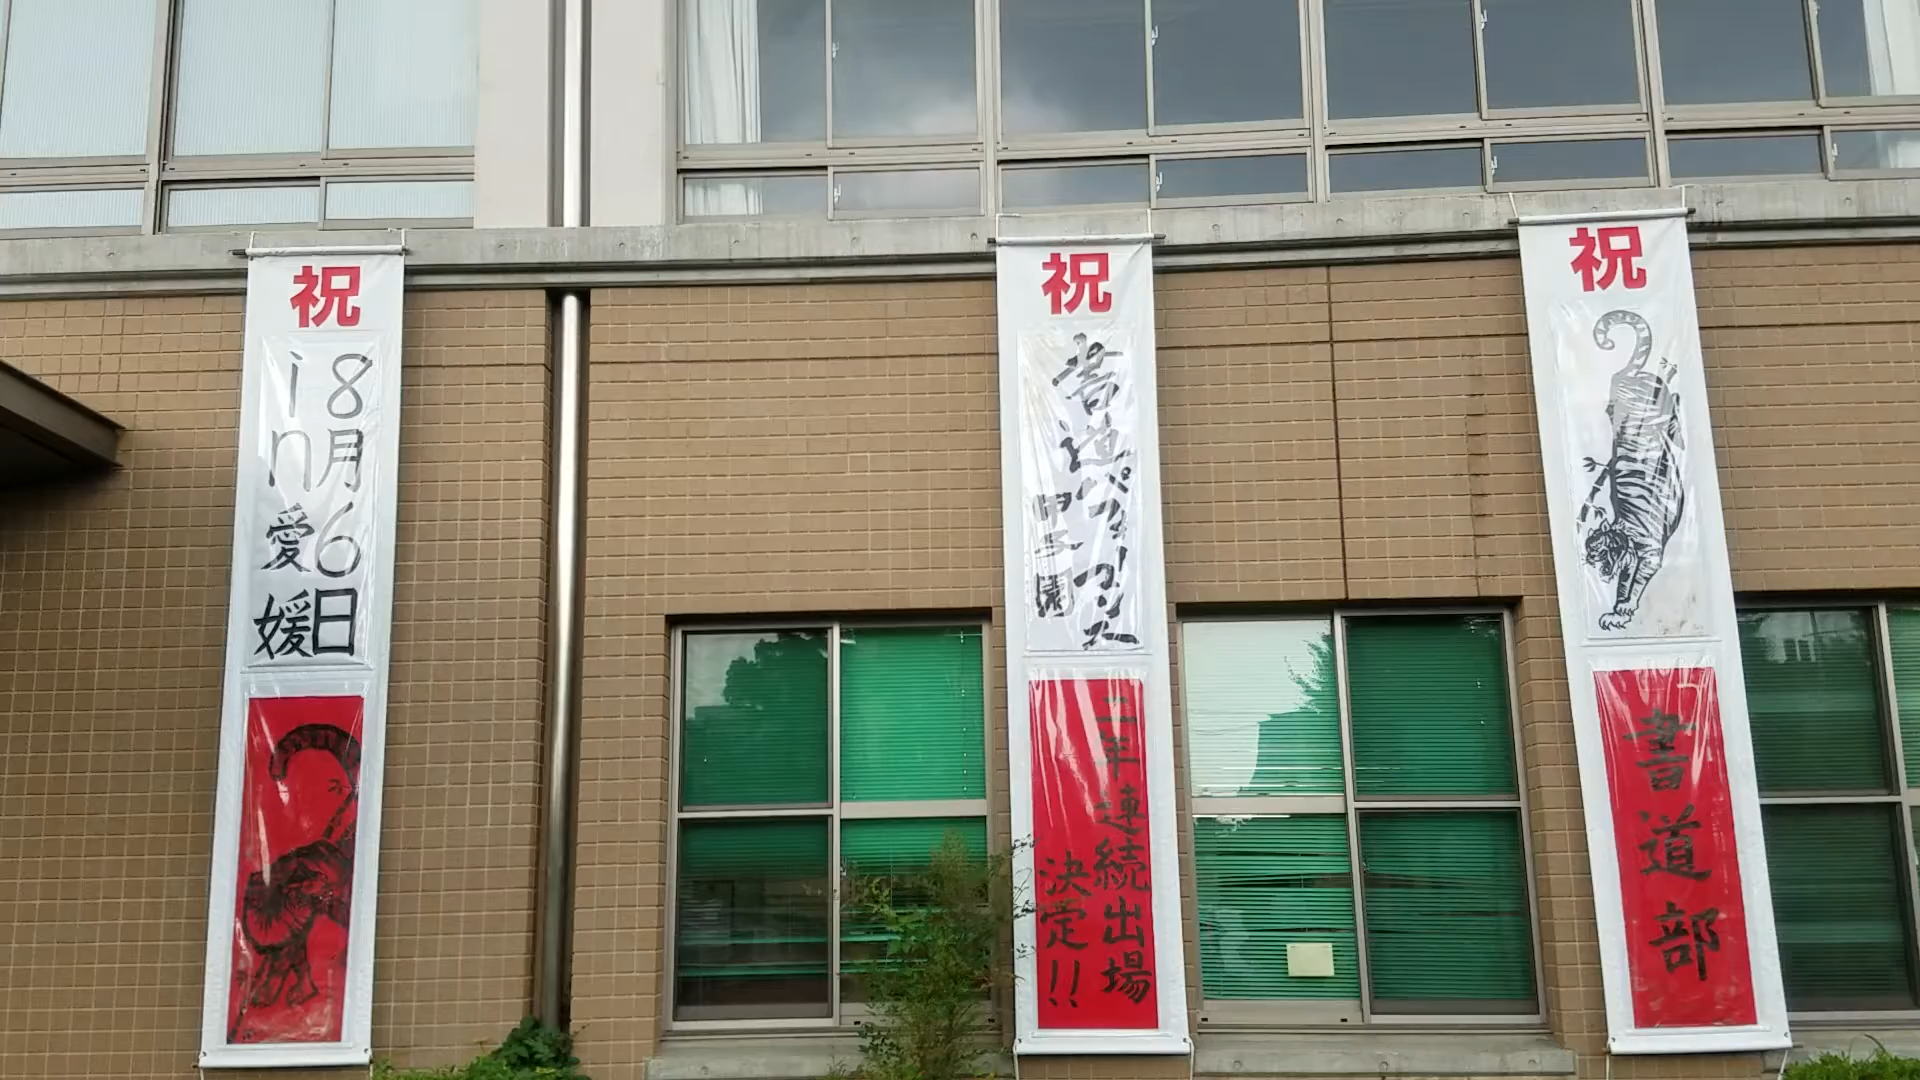 祝
8月6日
in愛媛
祝
書道パフォーマンス
甲子園
二年連続出場
決定!!
祝
書道部